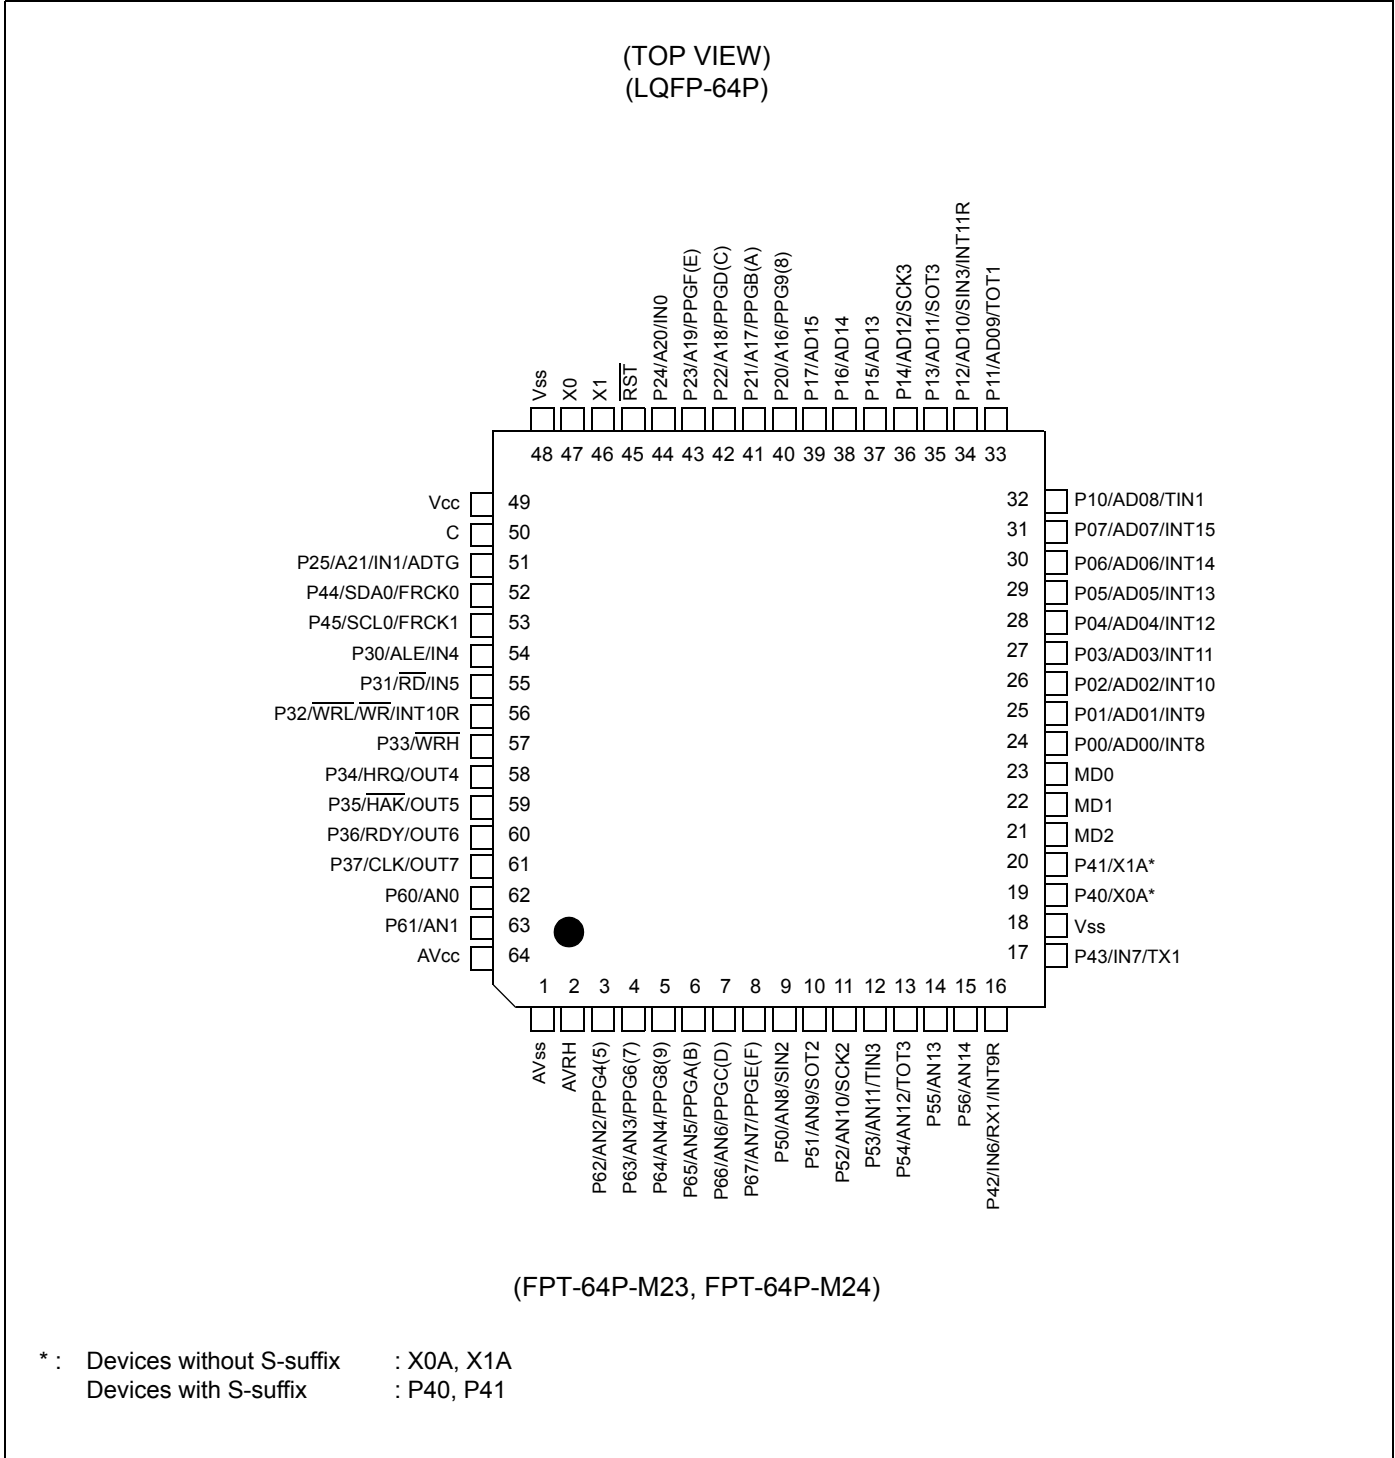 (TOP VIEW)
(LQFP-64P)
Vss
X0
X1
RST
P24/A20/IN0
P23/A19/PPGF(E)
P22/A18/PPGD(C)
P21/A17/PPGB(A)
P20/A16/PPG9(8)
P17/AD15
P16/AD14
P15/AD13
P14/AD12/SCK3
P13/AD11/SOT3
P12/AD10/SIN3/INT11R
P11/AD09/TOT1
48 47 46 45 44 43 42 41 40 39 38 37 36 35 34 33
Vcc 49
C 50
P25/A21/IN1/ADTG 51
P44/SDA0/FRCK0 52
P45/SCL0/FRCK1 53
P30/ALE/IN4 54
P31/RD/IN5 55
P32/WRL/WR/INT10R 56
P33/WRH 57
P34/HRQ/OUT4 58
P35/HAK/OUT5 59
P36/RDY/OUT6 60
P37/CLK/OUT7 61
P60/AN0 62
P61/AN1 63
AVcc 64
32 P10/AD08/TIN1
31 P07/AD07/INT15
30 P06/AD06/INT14
29 P05/AD05/INT13
28 P04/AD04/INT12
27 P03/AD03/INT11
26 P02/AD02/INT10
25 P01/AD01/INT9
24 P00/AD00/INT8
23 MD0
22 MD1
21 MD2
20 P41/X1A*
19 P40/X0A*
18 Vss
17 P43/IN7/TX1
1 2 3 4 5 6 7 8 9 10 11 12 13 14 15 16
AVss
AVRH
P62/AN2/PPG4(5)
P63/AN3/PPG6(7)
P64/AN4/PPG8(9)
P65/AN5/PPGA(B)
P66/AN6/PPGC(D)
P67/AN7/PPGE(F)
P50/AN8/SIN2
P51/AN9/SOT2
P52/AN10/SCK2
P53/AN11/TIN3
P54/AN12/TOT3
P55/AN13
P56/AN14
P42/IN6/RX1/INT9R
(FPT-64P-M23, FPT-64P-M24)
* : Devices without S-suffix : X0A, X1A
Devices with S-suffix : P40, P41